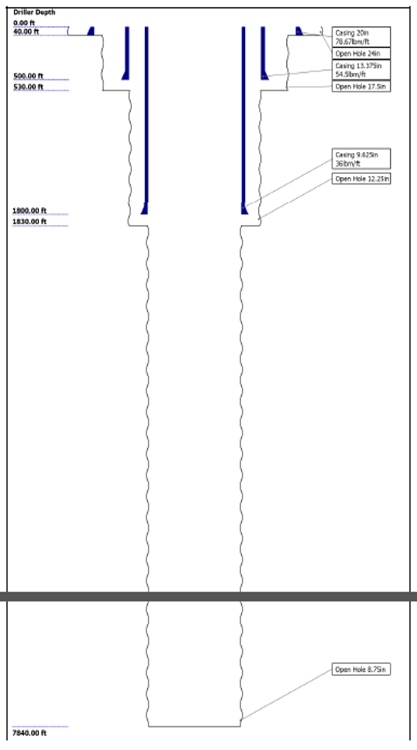 Driller Depth
0.00 ft
40.00 ft
Casing 20in
78.67lbm/ft
Open Hole 24in
Casing 13.375in
54.5lbm/ft
500.00 ft
530.00 ft
Open Hole 17.5in
Casing 9.625in
36lbm/ft
Open Hole 12.25in
1800.00 ft
1830.00 ft
Open Hole 8.75in
7840.00 ft